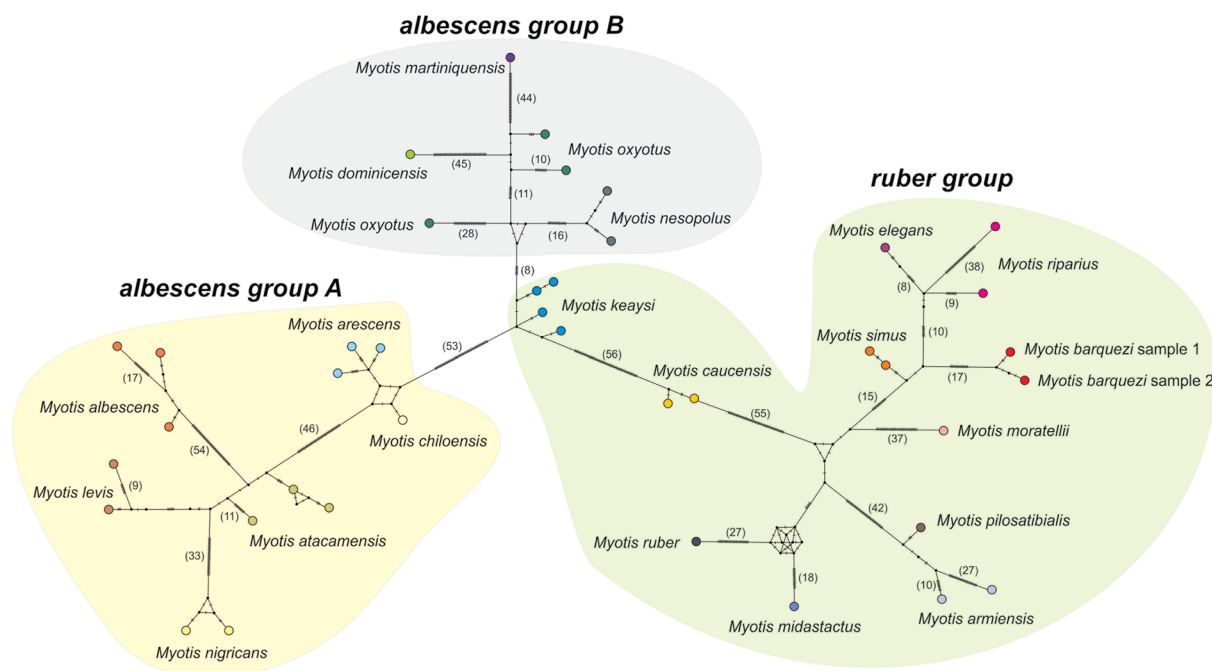 albescens group B
Myotis martiniquensis
(44)
Myotis oxyotus
Myotis dominicensis
(45)
(10)
(11)
Myotis oxyotus
(28)
(16)
Myotis nesopolus
(8)
ruber group
Myotis elegans
Myotis riparius
(38)
(8)
(9)
(10)
Myotis simus
Myotis barquezi sample 1
Myotis barquezi sample 2
(17)
(15)
Myotis moratellii
(37)
Myotis keaysi
(56)
Myotis caucensis
(55)
(42)
Myotis pilosatibialis
Myotis ruber
(27)
(18)
Myotis midastactus
(27)
(10)
Myotis armiensis
albescens group A
Myotis arescens
(53)
(17)
Myotis albescens
(46)
Myotis chiloensis
(54)
(9)
Myotis levis
(11)
Myotis atacamensis
(33)
Myotis nigricans